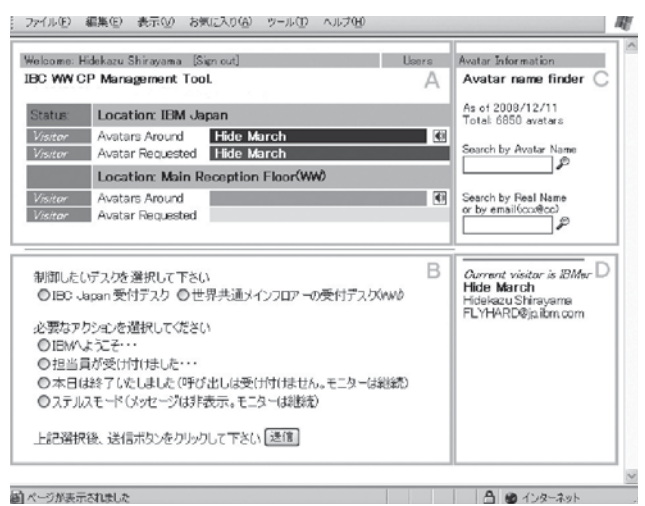 ファイル(F) 編集(E) 表示(V) お気に入り(A) ツール(T) ヘルプ(H)
Welcome: Hidekazu Shirayama [Sign out] Users
IBC WW CP Management Tool. A
Status: Location: IBM Japan
Visitor Avatars Around Hide March
Visitor Avatar Requested Hide March
Location: Main Reception Floor(WW)
Visitor Avatars Around
Visitor Avatar Requested
Avatar Information
Avatar name finder C
As of 2008/12/11
Total: 6850 avatars
Search by Avatar Name
Search by Real Name
or by email(xxx@cc)
制御したいデスクを選択して下さい B
○IBC Japan 受付デスク ○世界共通メインフロアーの受付デスク(WW)
必要なアクションを選択してください
○IBMへようこそ・・・
○担当員が受け付けました・・・
○本日は終了いたしました(呼び出しは受け付けません。モニターは継続)
○ステルスモード(メッセージは非表示。モニターは継続)
上記選択後、送信ボタンをクリックして下さい 送信
Current visitor is IBMer D
Hide March
Hidekazu Shirayama
FLYHARD@jp.ibm.com
ページが表示されました インターネット